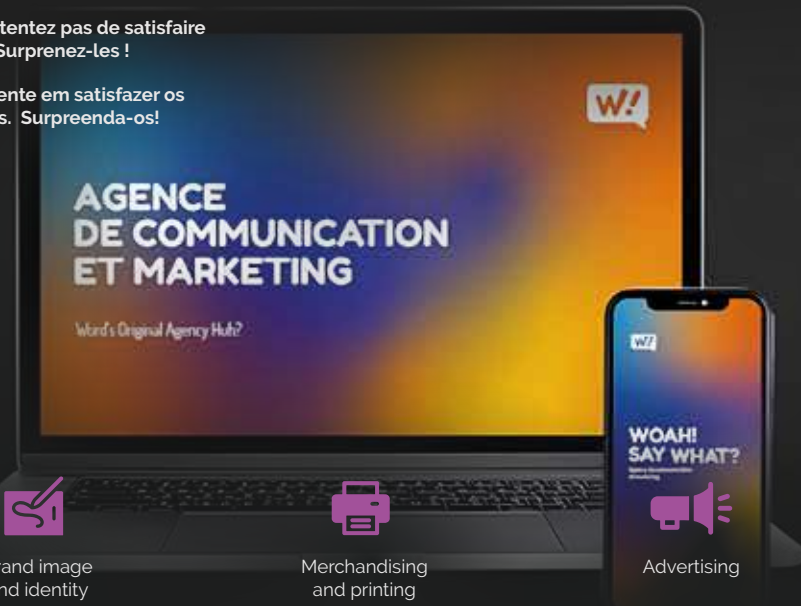 tentez pas de satisfaire
Surprenez-les !
ente em satisfazer os
s. Surpreenda-os!
W!
AGENCE
DE COMMUNICATION
ET MARKETING
Word's Original Agency Huh?
W!
WOAH!
SAY WHAT?
rand image
nd identity
Merchandising
and printing
Advertising